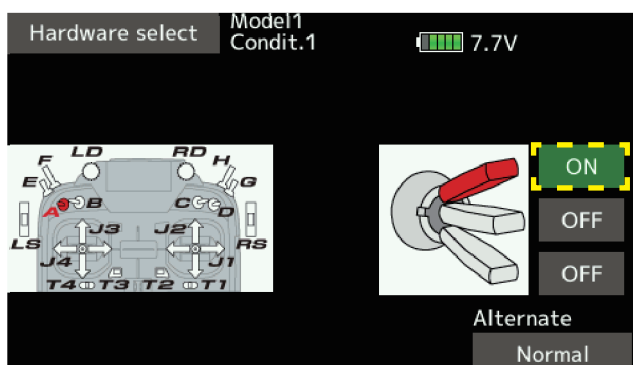 Hardware select
Model1
Condit.1
7.7V
LD RD
F H
E G
A B C D
J3 J2
LS RS
J4 J1
T4 T3 T2 T1
ON
OFF
OFF
Alternate
Normal